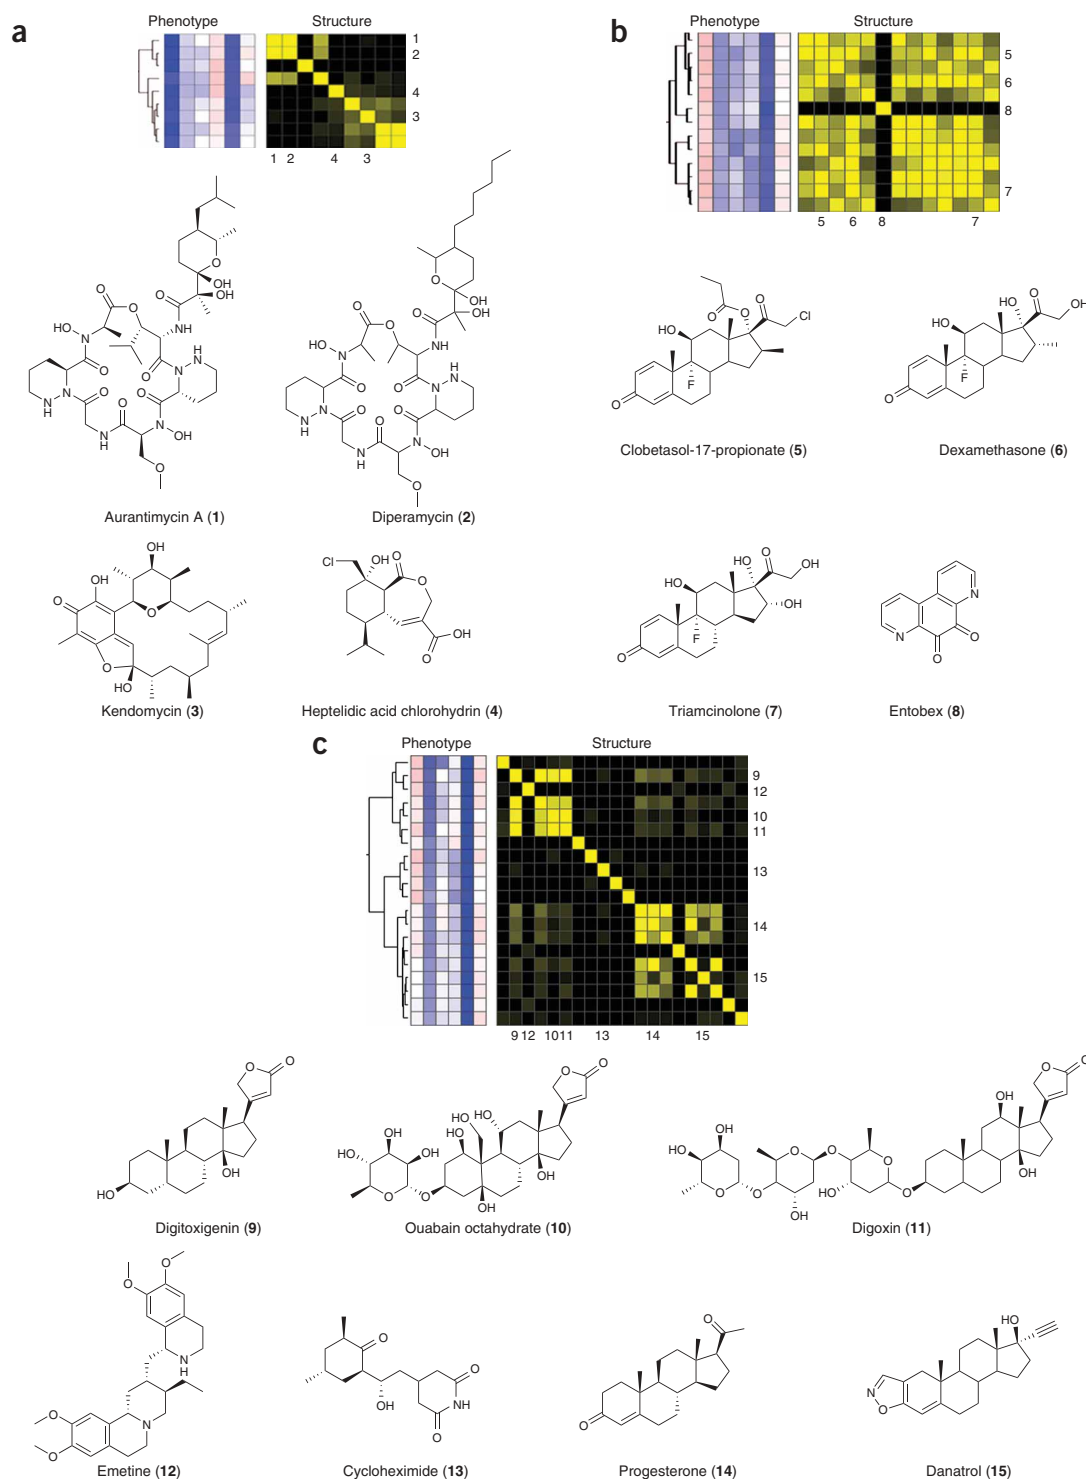 a
Phenotype
Structure
1
2
4
3
1 2 4 3
b
Phenotype
Structure
5
6
8
7
5 6 8 7
Aurantimycin A (1)
Diperamycin (2)
Clobetasol-17-propionate (5)
Dexamethasone (6)
Kendomycin (3)
Heptelidic acid chlorohydrin (4)
Triamcinolone (7)
Entobex (8)
c
Phenotype
Structure
9
12
10
11
13
14
15
9 12 10 11 13 14 15
Digitoxigenin (9)
Ouabain octahydrate (10)
Digoxin (11)
Emetine (12)
Cycloheximide (13)
Progesterone (14)
Danatrol (15)